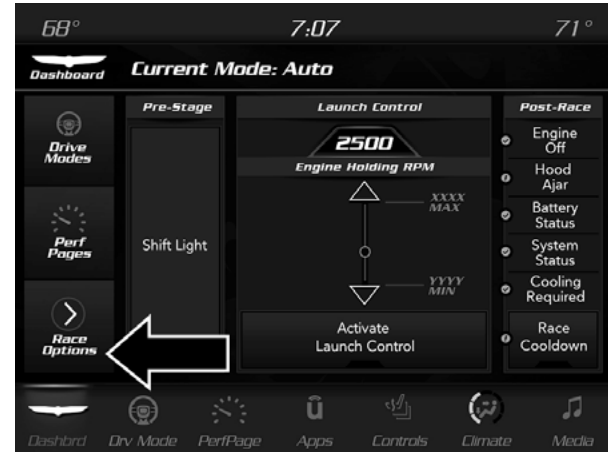 68° 7:07 71°
Dashboard Current Mode: Auto
Drive
Modes
Perf
Pages
Race
Options
Pre-Stage
Shift Light
Launch Control
2500
Engine Holding RPM
XXXX
MAX
YYYY
MIN
Activate
Launch Control
Post-Race
Engine
Off
Hood
Ajar
Battery
Status
System
Status
Cooling
Required
Race
Cooldown
Dashbrd Drv Mode PerfPage Apps Controls Climate Media